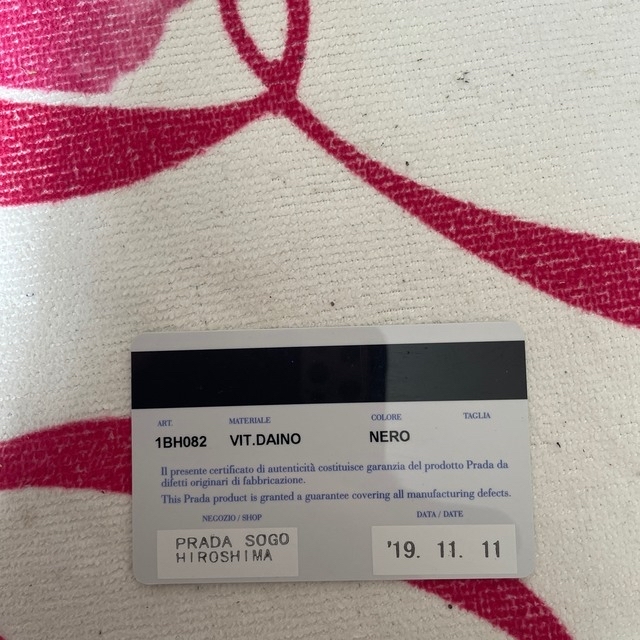 ART. MATERIALE COLORE TAGLIA
1BH082 VIT.DAINO NERO
Il presente certificato di autenticità costituisce garanzia del prodotto Prada da
difetti originari di fabbricazione.
This Prada product is granted a guarantee covering all manufacturing defects.
NEGOZIO / SHOP DATA / DATE
PRADA SOGO
HIROSHIMA
'19. 11. 11